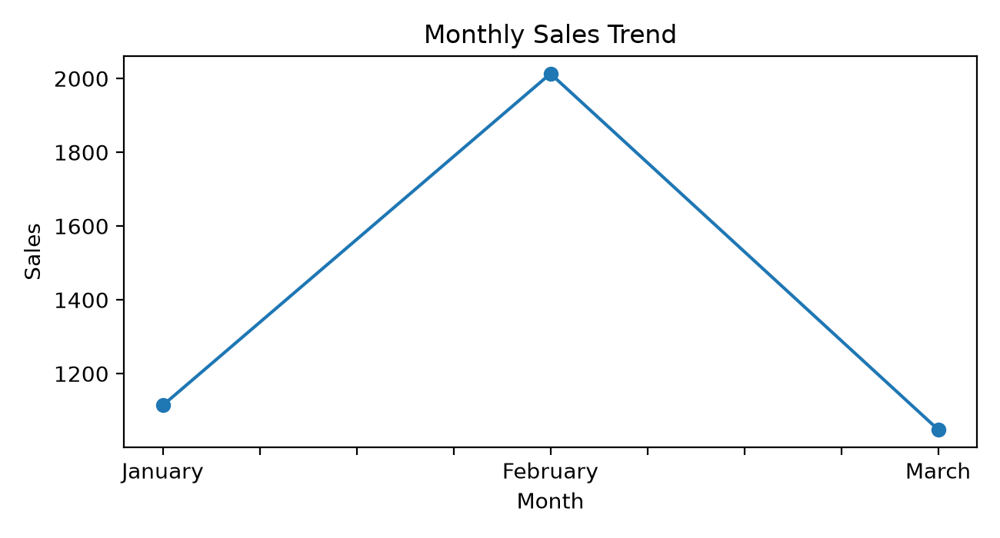 Monthly Sales Trend
2000
1800
1600
1400
1200
Sales
January February March
Month